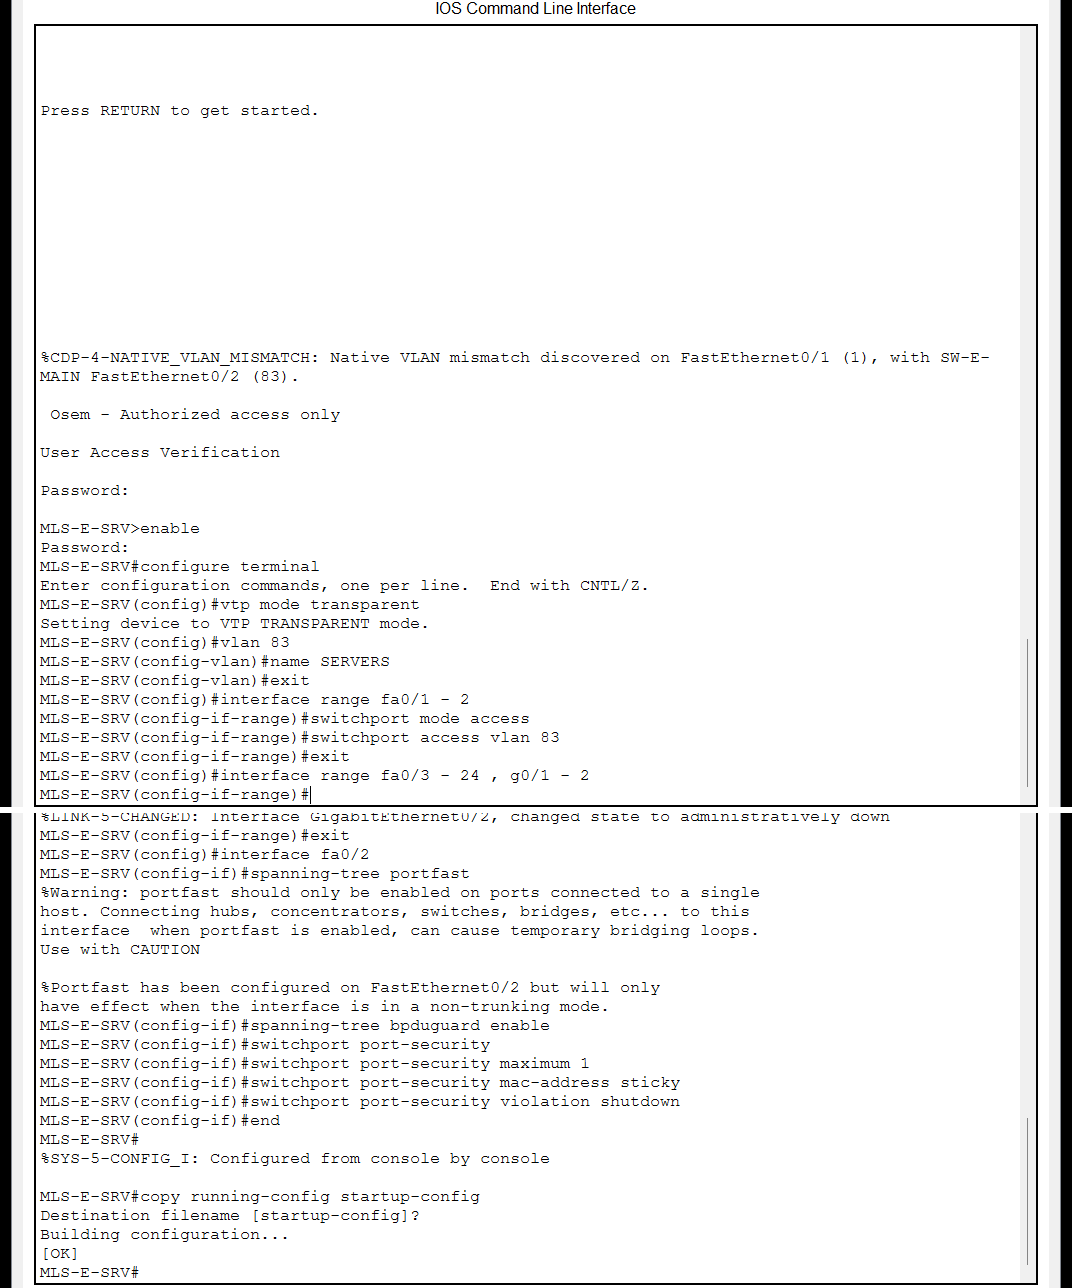 IOS Command Line Interface
Press RETURN to get started.
%CDP-4-NATIVE_VLAN_MISMATCH: Native VLAN mismatch discovered on FastEthernet0/1 (1), with SW-E-
MAIN FastEthernet0/2 (83).
Osem - Authorized access only
User Access Verification
Password:
MLS-E-SRV>enable
Password:
MLS-E-SRV#configure terminal
Enter configuration commands, one per line.  End with CNTL/Z.
MLS-E-SRV(config)#vtp mode transparent
Setting device to VTP TRANSPARENT mode.
MLS-E-SRV(config)#vlan 83
MLS-E-SRV(config-vlan)#name SERVERS
MLS-E-SRV(config-vlan)#exit
MLS-E-SRV(config)#interface range fa0/1 - 2
MLS-E-SRV(config-if-range)#switchport mode access
MLS-E-SRV(config-if-range)#switchport access vlan 83
MLS-E-SRV(config-if-range)#exit
MLS-E-SRV(config)#interface range fa0/3 - 24 , g0/1 - 2
MLS-E-SRV(config-if-range)#
%LINK-5-CHANGED: Interface GigabitEthernet0/2, changed state to administratively down
MLS-E-SRV(config-if-range)#exit
MLS-E-SRV(config)#interface fa0/2
MLS-E-SRV(config-if)#spanning-tree portfast
%Warning: portfast should only be enabled on ports connected to a single
host. Connecting hubs, concentrators, switches, bridges, etc... to this
interface  when portfast is enabled, can cause temporary bridging loops.
Use with CAUTION
%Portfast has been configured on FastEthernet0/2 but will only
have effect when the interface is in a non-trunking mode.
MLS-E-SRV(config-if)#spanning-tree bpduguard enable
MLS-E-SRV(config-if)#switchport port-security
MLS-E-SRV(config-if)#switchport port-security maximum 1
MLS-E-SRV(config-if)#switchport port-security mac-address sticky
MLS-E-SRV(config-if)#switchport port-security violation shutdown
MLS-E-SRV(config-if)#end
MLS-E-SRV#
%SYS-5-CONFIG_I: Configured from console by console
MLS-E-SRV#copy running-config startup-config
Destination filename [startup-config]?
Building configuration...
[OK]
MLS-E-SRV#